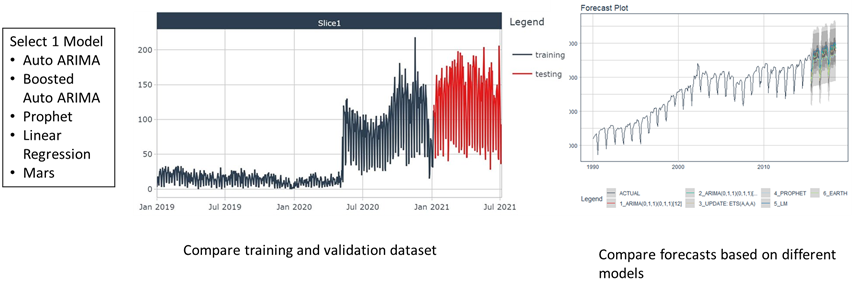 Select 1 Model
• Auto ARIMA
• Boosted
Auto ARIMA
• Prophet
• Linear
Regression
• Mars
Slice1
Legend
training
testing
200
150
100
50
0
Jan 2019
Jul 2019
Jan 2020
Jul 2020
Jan 2021
Jul 2021
Compare training and validation dataset
Forecast Plot
1990
2000
2010
Legend
ACTUAL
1_ARIMA(0,1,1)(0,1,1)[12]
2_ARIMA(0,1,1)(0,1,1)[..
3_UPDATE: ETS(A,A,A)
4_PROPHET
5_LM
6_EARTH
Compare forecasts based on different
models